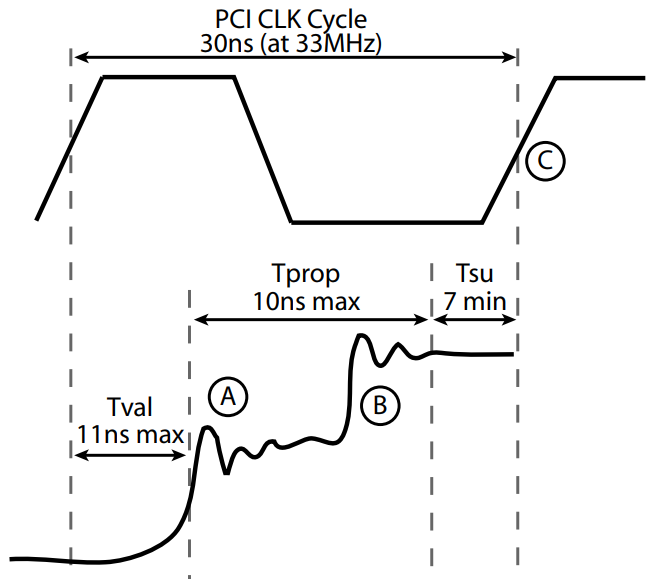 PCI CLK Cycle
30ns (at 33MHz)
C
Tprop
10ns max
Tsu
7 min
A
B
Tval
11ns max